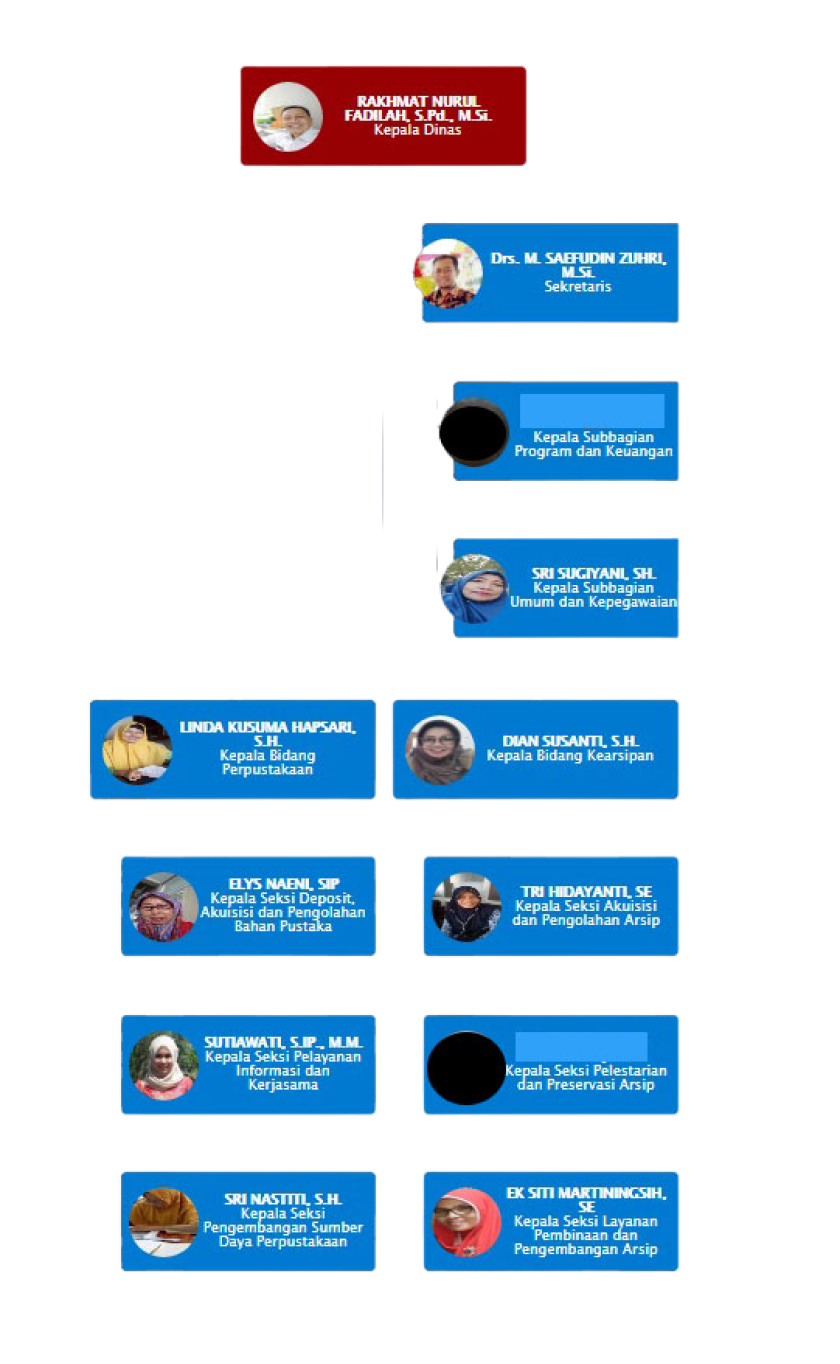 RAKHMAT NURUL
FADILAH, S.Pd., M.Si.
Kepala Dinas
Drs. M. SAEFUDIN ZUHRI,
M.Si.
Sekretaris
Kepala Subbagian
Program dan Keuangan
SRI SUGIYANI, SH.
Kepala Subbagian
Umum dan Kepegawaian
LINDA KUSUMA HAPSARI,
S.H.
Kepala Bidang
Perpustakaan
DIAN SUSANTI, S.H.
Kepala Bidang Kearsipan
ELYS NAENI, SIP
Kepala Seksi Deposit,
Akuisisi dan Pengolahan
Bahan Pustaka
TRI HIDAYANTI, SE
Kepala Seksi Akuisisi
dan Pengolahan Arsip
SUTIAWATI, S.IP., M.M.
Kepala Seksi Pelayanan
Informasi dan
Kerjasama
Kepala Seksi Pelestarian
dan Preservasi Arsip
SRI NASTITI, S.H.
Kepala Seksi
Pengembangan Sumber
Daya Perpustakaan
EK SITI MARTININGSIH,
SE
Kepala Seksi Layanan
Pembinaan dan
Pengembangan Arsip